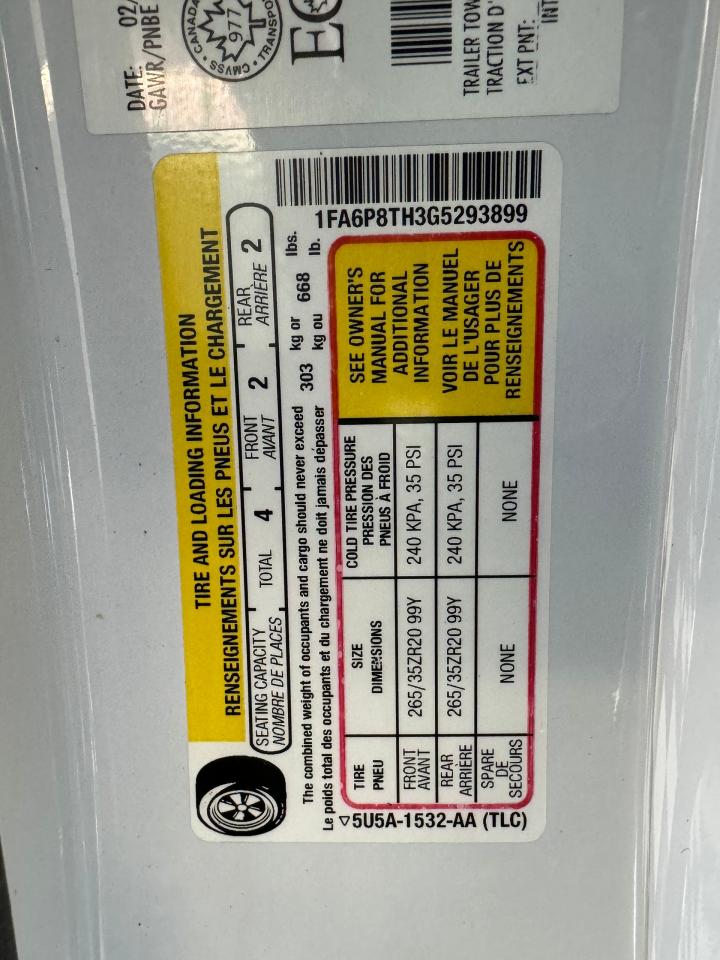 DATE: 02/
GAWR/PNBE
CANADA
977
CMVSS
TRANSPO
TRAILER TOW
TRACTION D'
EXT PNT:
INT
TIRE AND LOADING INFORMATION
RENSEIGNEMENTS SUR LES PNEUS ET LE CHARGEMENT
SEATING CAPACITY TOTAL 4 FRONT 2 REAR 2
NOMBRE DE PLACES AVANT ARRIÈRE
The combined weight of occupants and cargo should never exceed 303 kg or 668 lbs.
Le poids total des occupants et du chargement ne doit jamais dépasser kg ou lb.
1FA6P8TH3G5293899
TIRE SIZE COLD TIRE PRESSURE
PNEU DIMENSIONS PRESSION DES
PNEUS À FROID
FRONT 265/35ZR20 99Y 240 KPA, 35 PSI
AVANT
REAR 265/35ZR20 99Y 240 KPA, 35 PSI
ARRIÈRE
SPARE NONE NONE
DE
SECOURS
SEE OWNER'S
MANUAL FOR
ADDITIONAL
INFORMATION
VOIR LE MANUEL
DE L'USAGER
POUR PLUS DE
RENSEIGNEMENTS
5U5A-1532-AA (TLC)